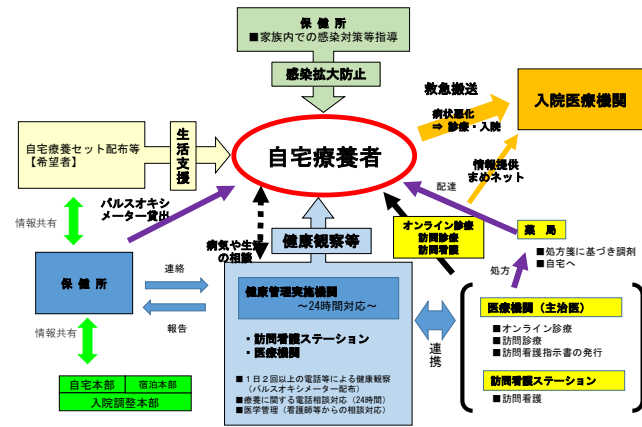 保 健 所
■家族内での感染対策等指導
感染拡大防止
救急搬送
病状悪化
⇒ 診療・入院
入院医療機関
自宅療養セット配布等
【希望者】
生活支援
自宅療養者
情報提供
まめネット
配達
パルスオキシ
メーター貸出
情報共有
病気や生活
の相談
健康観察等
オンライン診療
訪問診療
訪問看護
薬 局
■処方箋に基づき調剤
■自宅へ
処方
保 健 所
連絡
報告
健康管理実施機関
～24時間対応～
・訪問看護ステーション
・医療機関
■１日２回以上の電話等による健康観察
（パルスオキシメーター配布）
■療養に関する電話相談対応（24時間）
■医学管理（看護師等からの相談対応）
連携
医療機関（主治医）
■オンライン診療
■訪問診療
■訪問看護指示書の発行
訪問看護ステーション
■訪問看護
情報共有
自宅本部
宿泊本部
入院調整本部